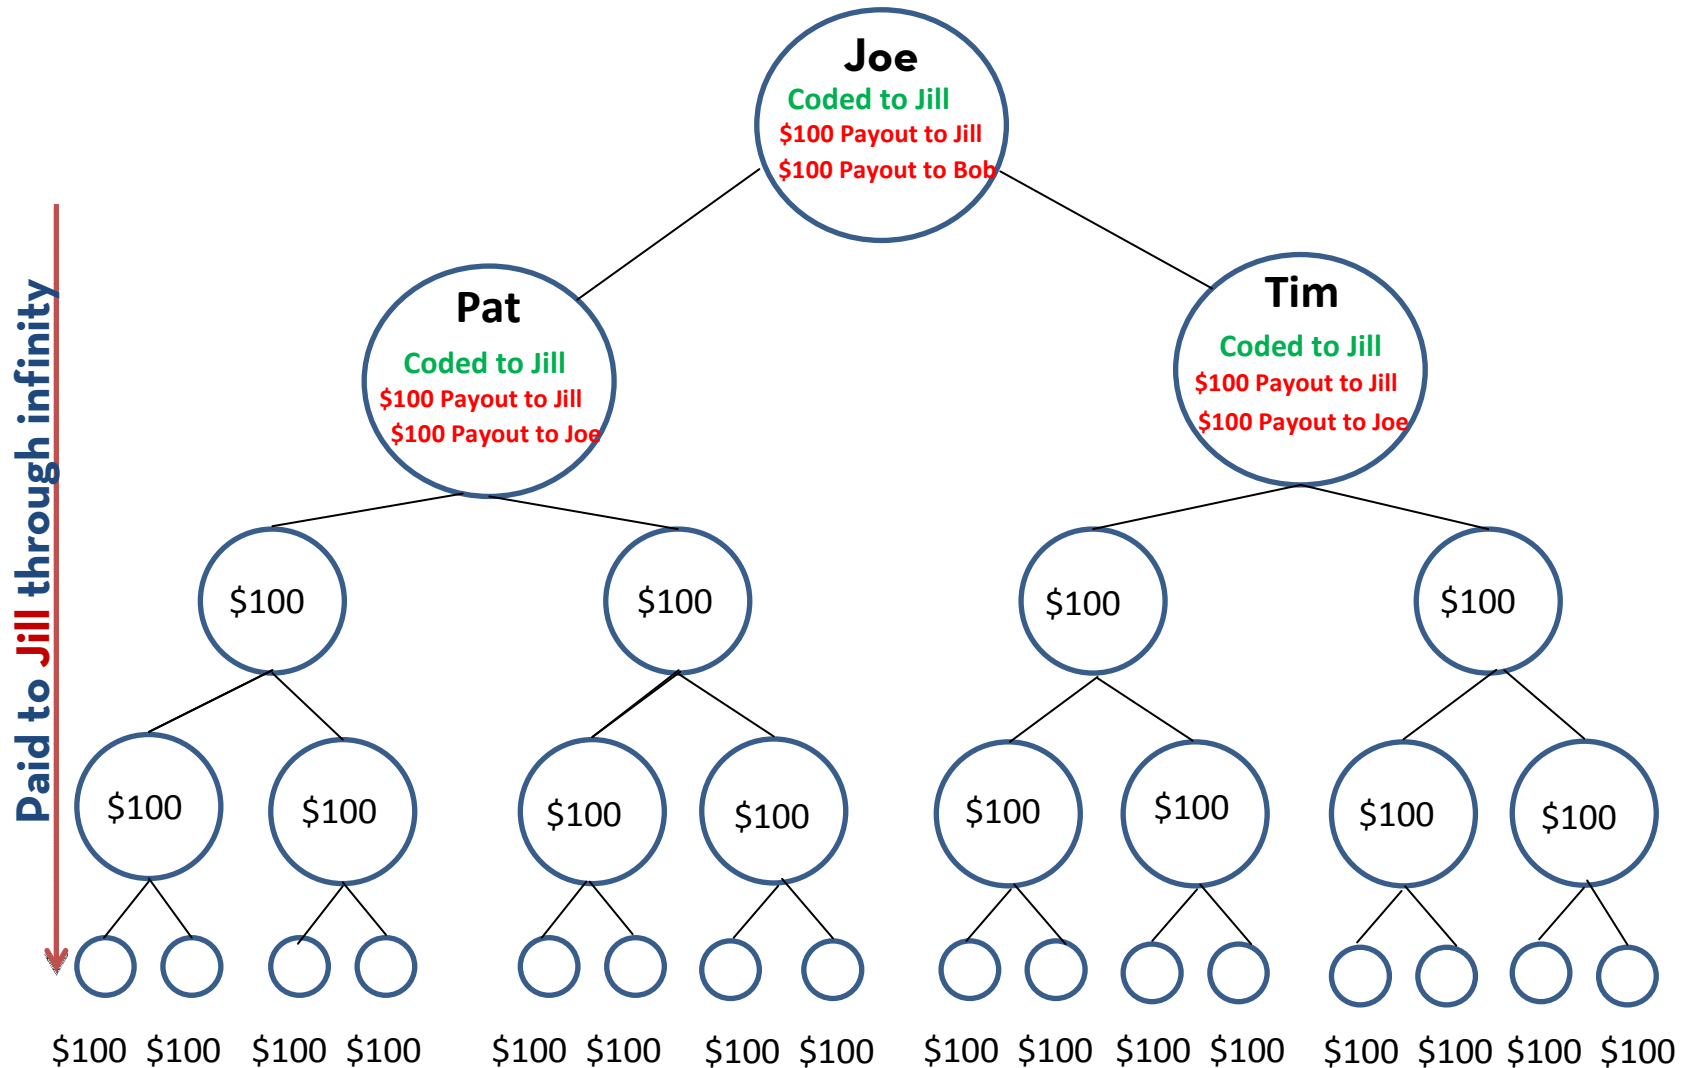 Joe
Coded to Jill
$100 Payout to Jill
$100 Payout to Bob
Pat
Coded to Jill
$100 Payout to Jill
$100 Payout to Joe
Tim
Coded to Jill
$100 Payout to Jill
$100 Payout to Joe
Paid to Jill through infinity
$100 $100 $100 $100
$100 $100 $100 $100 $100 $100 $100 $100
$100 $100 $100 $100 $100 $100 $100 $100 $100 $100 $100 $100 $100 $100 $100 $100